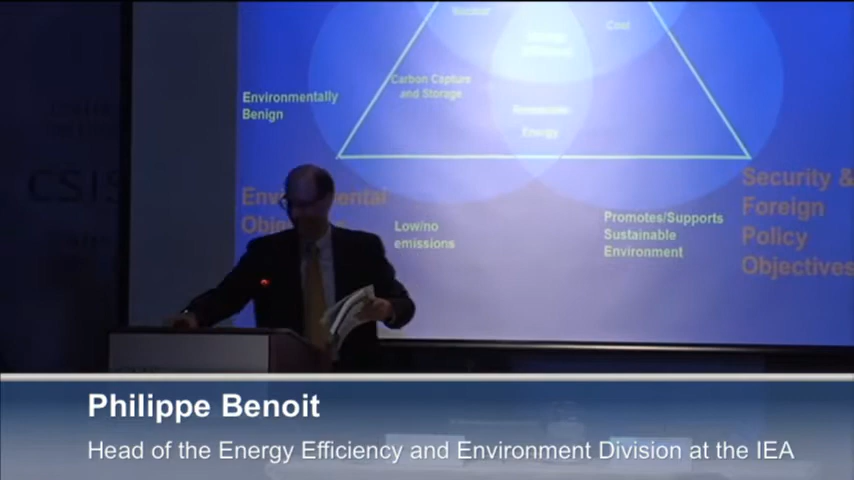 Cost
Carbon Capture
and Storage
Environmentally
Benign
Energy
CSIS
Security &
Foreign
Policy
Objectives
Low/no
emissions
Promotes/Supports
Sustainable
Environment
Philippe Benoit
Head of the Energy Efficiency and Environment Division at the IEA